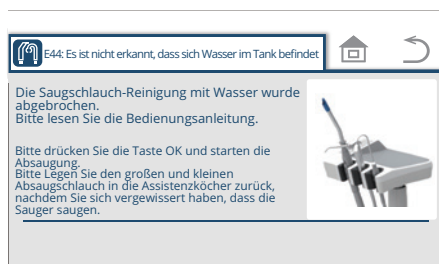 E44: Es ist nicht erkannt, dass sich Wasser im Tank befindet
Die Saugschlauch-Reinigung mit Wasser wurde
abgebrochen.
Bitte lesen Sie die Bedienungsanleitung.
Bitte drücken Sie die Taste OK und starten die
Absaugung.
Bitte Legen Sie den großen und kleinen
Absaugschlauch in die Assistenzköcher zurück,
nachdem Sie sich vergewissert haben, dass die
Sauger saugen.